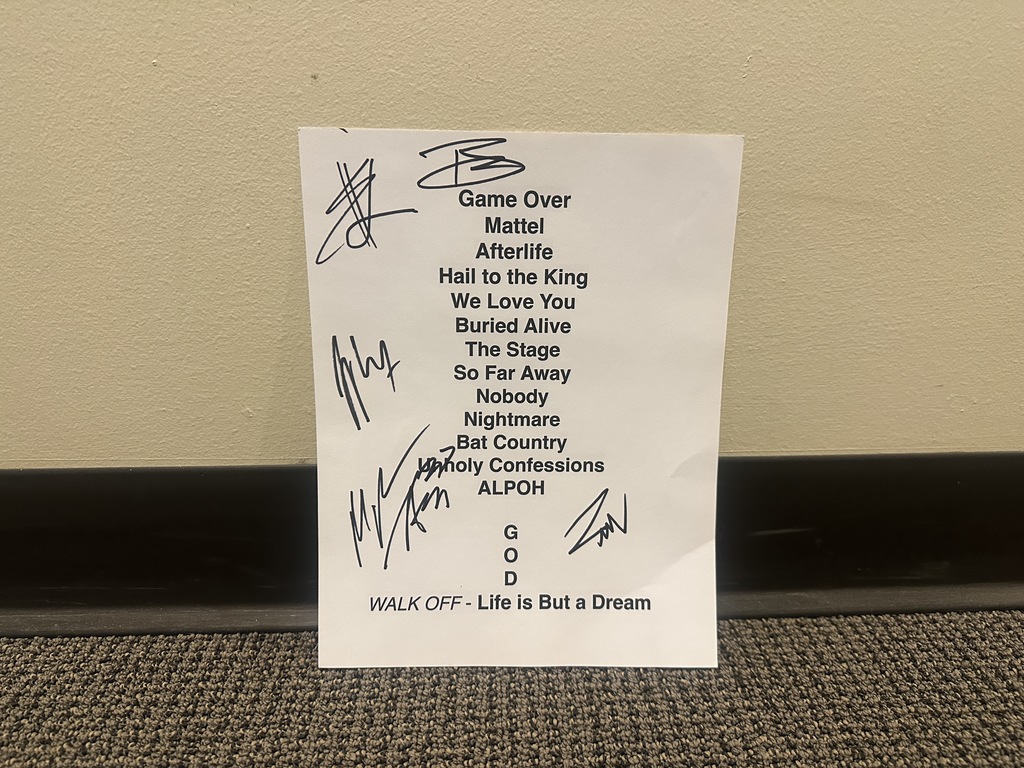 Game Over
Mattel
Afterlife
Hail to the King
We Love You
Buried Alive
The Stage
So Far Away
Nobody
Nightmare
Bat Country
Unholy Confessions
ALPOH
G
O
D
WALK OFF - Life is But a Dream